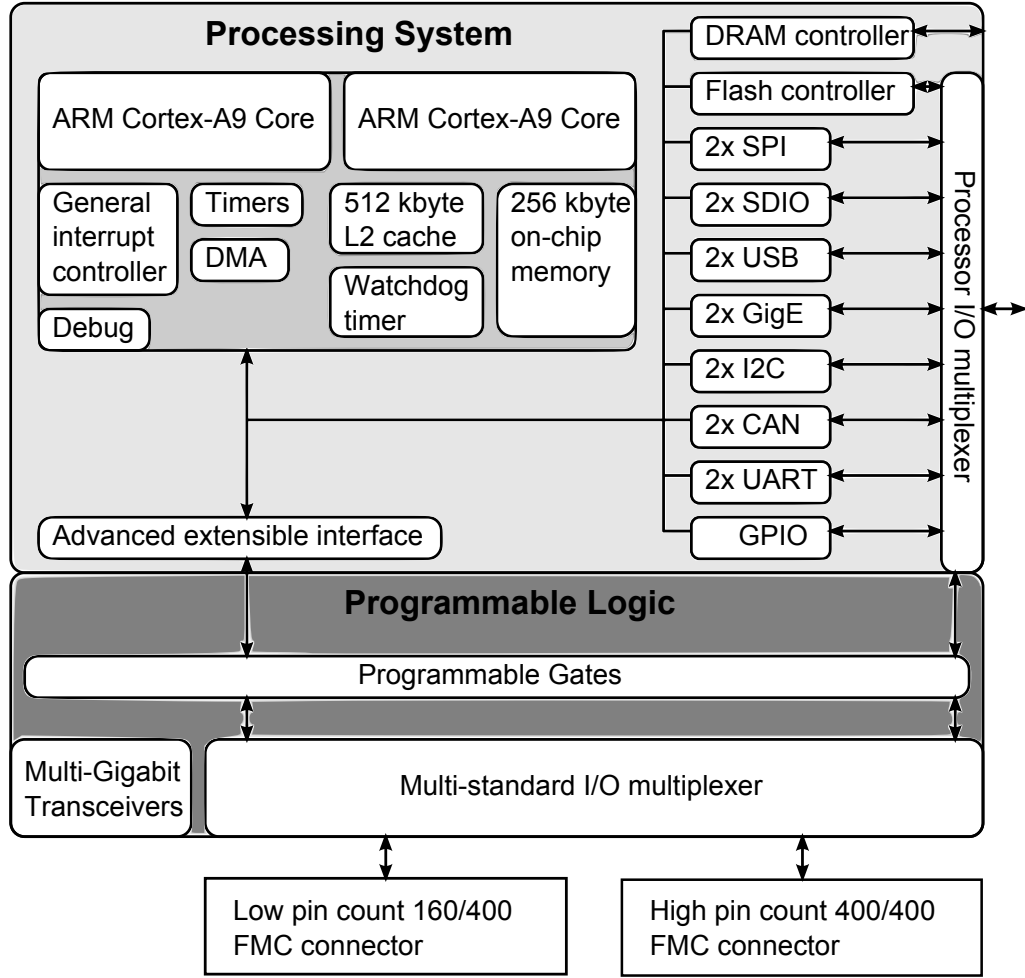 Processing System
ARM Cortex-A9 Core
ARM Cortex-A9 Core
General
interrupt
controller
Timers
DMA
512 kbyte
L2 cache
Watchdog
timer
256 kbyte
on-chip
memory
Debug
DRAM controller
Flash controller
2x SPI
2x SDIO
2x USB
2x GigE
2x I2C
2x CAN
2x UART
GPIO
Processor I/O multiplexer
Advanced extensible interface
Programmable Logic
Programmable Gates
Multi-Gigabit
Transceivers
Multi-standard I/O multiplexer
Low pin count 160/400
FMC connector
High pin count 400/400
FMC connector